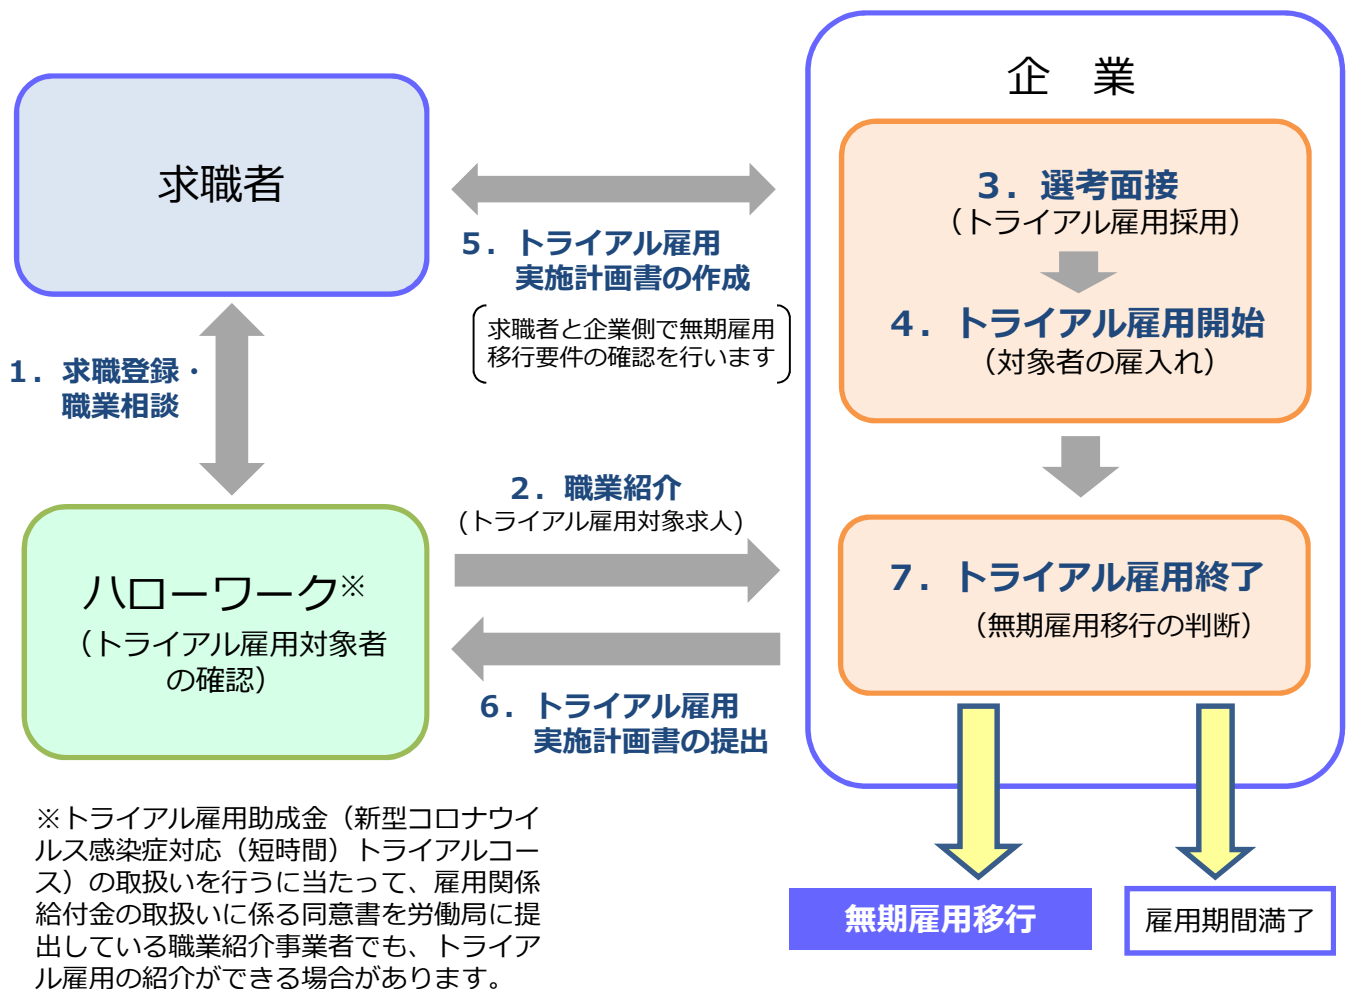 企　業
求職者
3．選考面接
（トライアル雇用採用）
4．トライアル雇用開始
（対象者の雇入れ）
5．トライアル雇用
実施計画書の作成
求職者と企業側で無期雇用
移行要件の確認を行います
1．求職登録・
職業相談
2．職業紹介
(トライアル雇用対象求人)
ハローワーク※
（トライアル雇用対象者
の確認）
7．トライアル雇用終了
（無期雇用移行の判断）
6．トライアル雇用
実施計画書の提出
※トライアル雇用助成金（新型コロナウイ
ルス感染症対応（短時間）トライアルコー
ス）の取扱いを行うに当たって、雇用関係
給付金の取扱いに係る同意書を労働局に提
出している職業紹介事業者でも、トライア
ル雇用の紹介ができる場合があります。
無期雇用移行
雇用期間満了